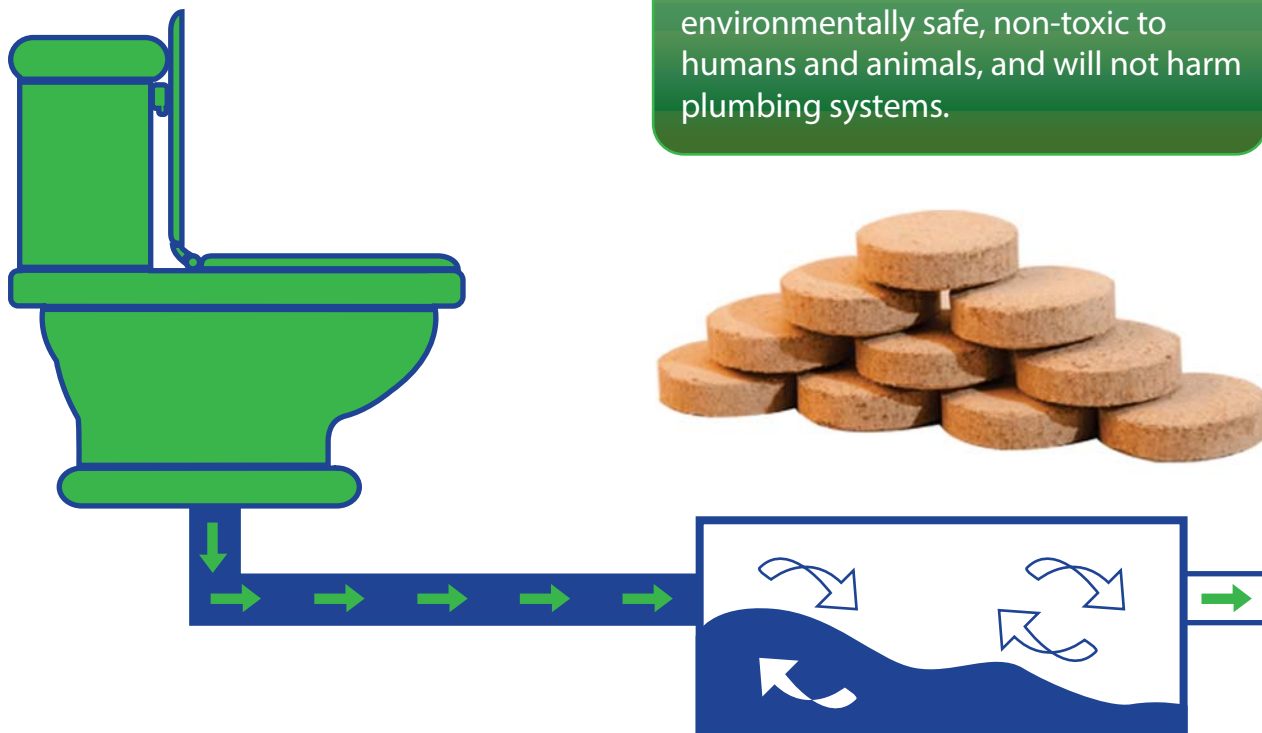 environmentally safe, non-toxic to
humans and animals, and will not harm
plumbing systems.